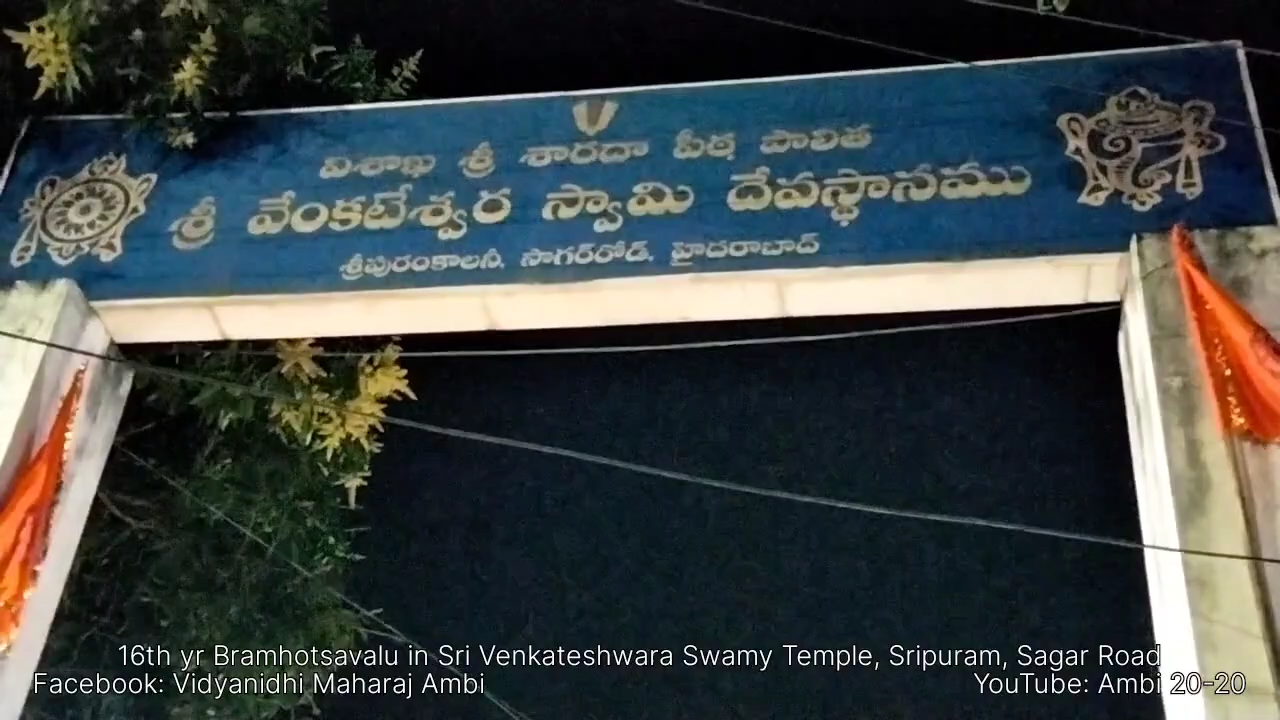 విశాఖ శ్రీ శారదా పీఠ పాలిత
శ్రీ వేంకటేశ్వర స్వామి దేవస్థానము
శ్రీపురంకాలనీ, సాగర్‌రోడ్, హైదరాబాద్
16th yr Bramhotsavalu in Sri Venkateshwara Swamy Temple, Sripuram, Sagar Road
Facebook: Vidyanidhi Maharaj Ambi
YouTube: Ambi 20-20